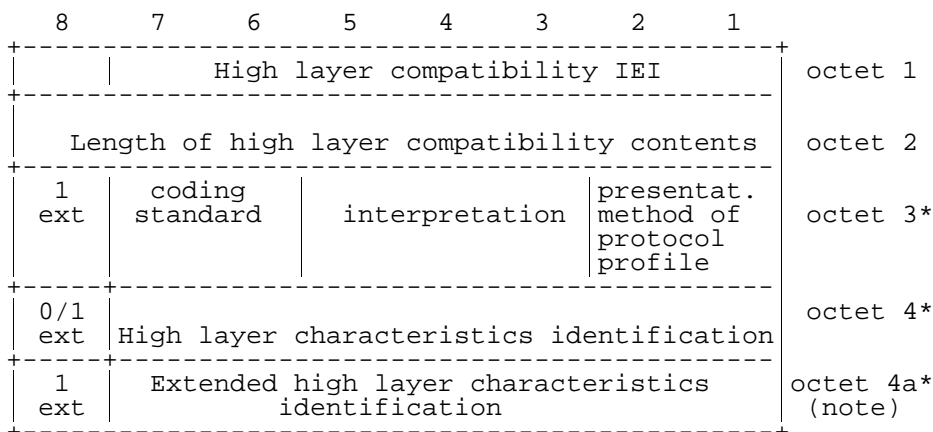 8 7 6 5 4 3 2 1
High layer compatibility IEI octet 1
Length of high layer compatibility contents octet 2
1 coding presentat.
ext standard interpretation method of octet 3*
protocol
profile
0/1 octet 4*
ext High layer characteristics identification
1 Extended high layer characteristics octet 4a*
ext identification (note)